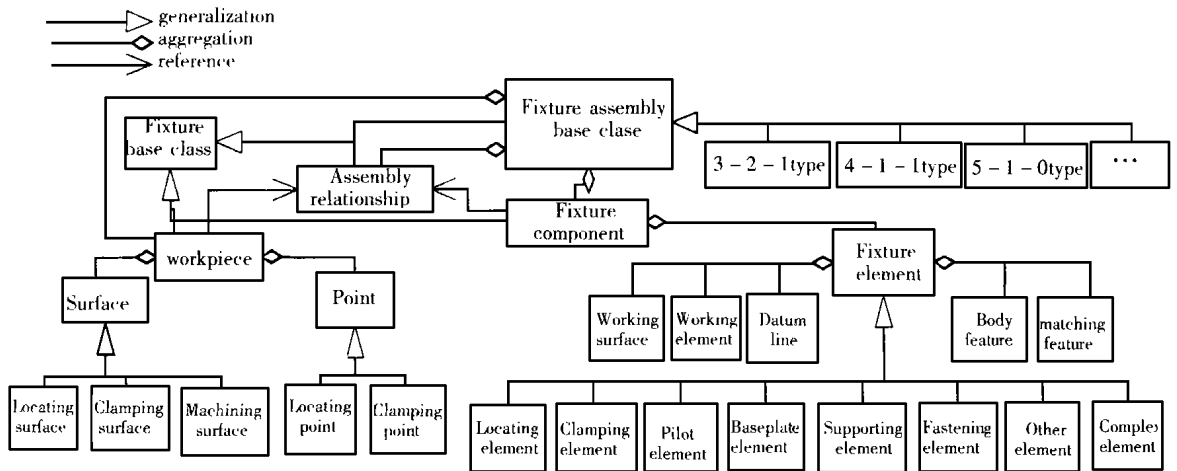 generalization
aggregation
reference
Fixture assembly
base clase
Fixture
base class
Assembly
relationship
3-2-1type
4-1-1type
5-1-0type
...
Fixture
component
workpiece
Fixture
element
Surface
Point
Working
surface
Working
element
Datum
line
Body
feature
matching
feature
Locating
surface
Clamping
surface
Machining
surface
Locating
point
Clamping
point
Locating
element
Clamping
element
Pilot
element
Baseplate
element
Supporting
element
Fastening
element
Other
element
Complex
element